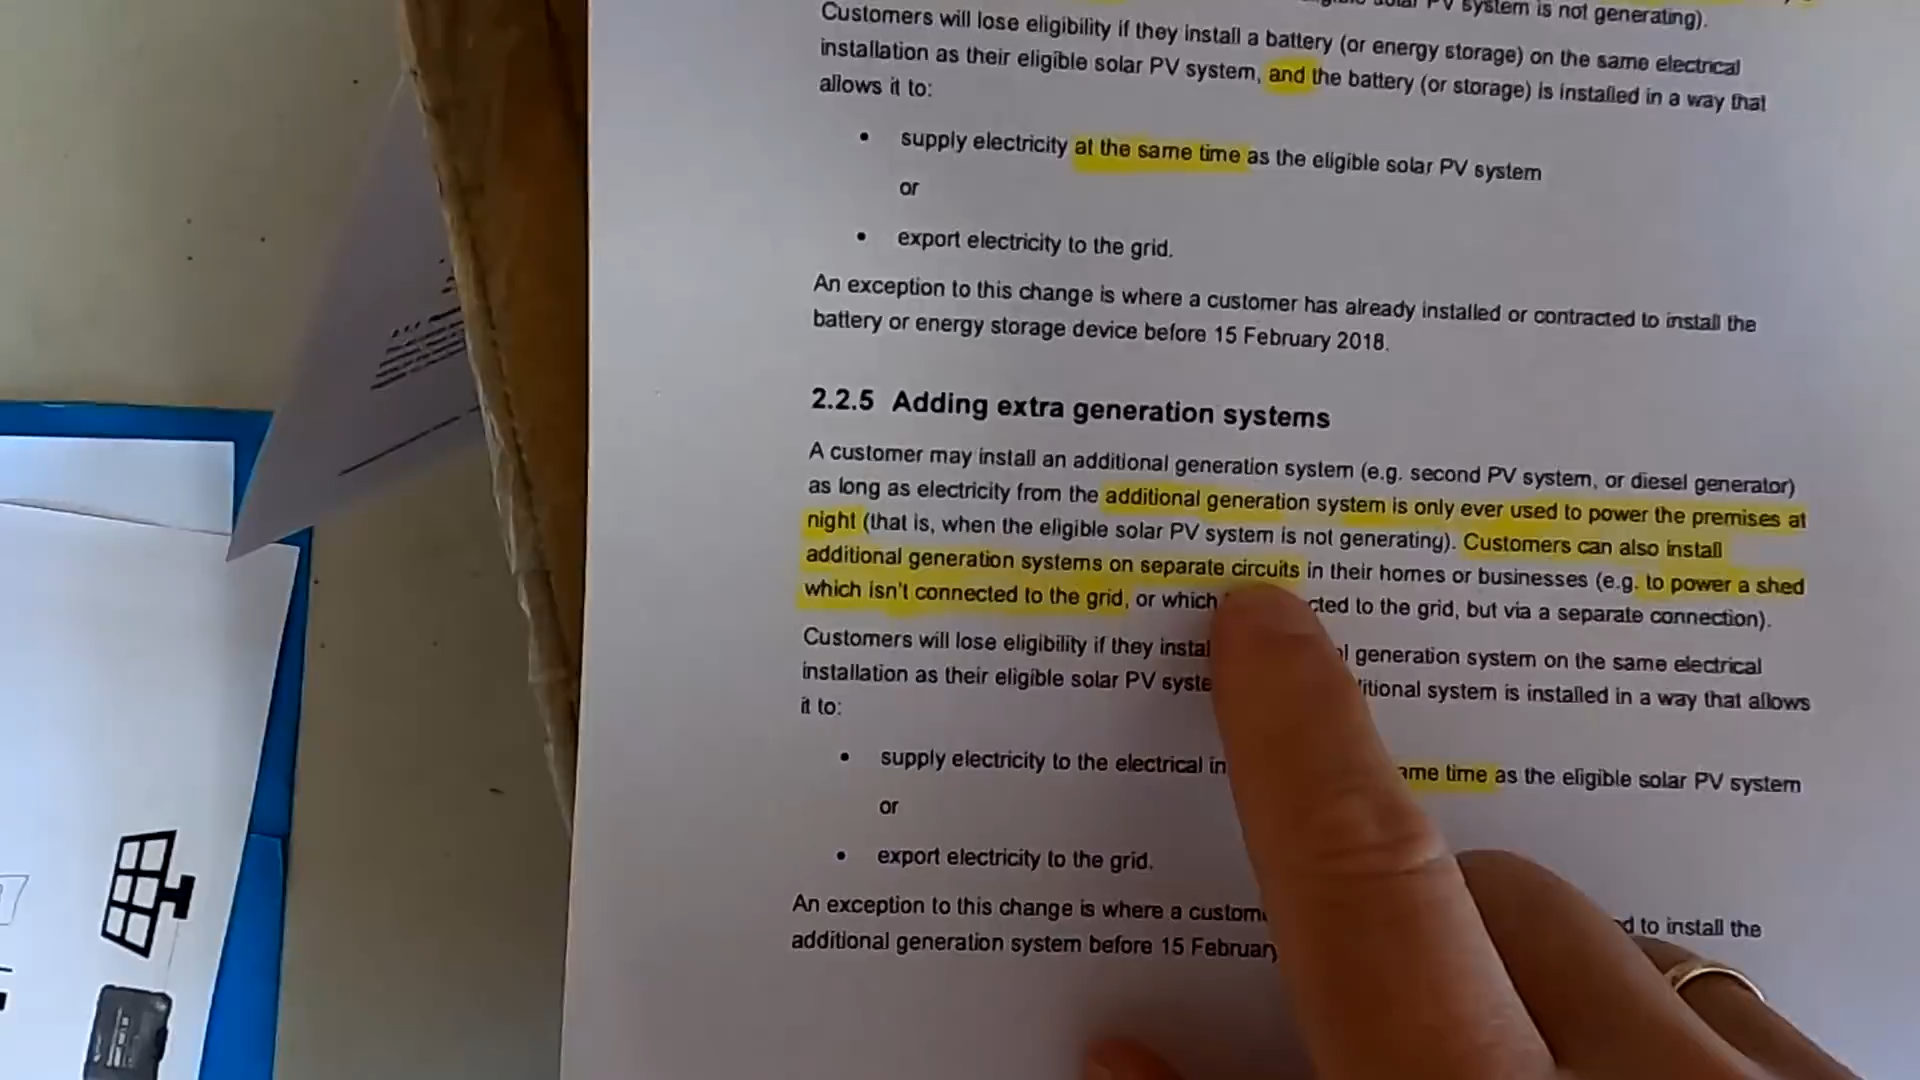 solar PV system is not generating).
Customers will lose eligibility if they install a battery (or energy storage) on the same electrical
installation as their eligible solar PV system, and the battery (or storage) is installed in a way that
allows it to:
• supply electricity at the same time as the eligible solar PV system
or
• export electricity to the grid.
An exception to this change is where a customer has already installed or contracted to install the
battery or energy storage device before 15 February 2018.
2.2.5 Adding extra generation systems
A customer may install an additional generation system (e.g. second PV system, or diesel generator)
as long as electricity from the additional generation system is only ever used to power the premises at
night (that is, when the eligible solar PV system is not generating). Customers can also install
additional generation systems on separate circuits in their homes or businesses (e.g. to power a shed
which isn't connected to the grid, or which to the grid, but via a separate connection).
Customers will lose eligibility if they generation system on the same electrical
installation as their eligible solar PV system is installed in a way that allows
it to:
• supply electricity to the electrical time as the eligible solar PV system
or
• export electricity to the grid.
An exception to this change is where a to install the
additional generation system before 15 February